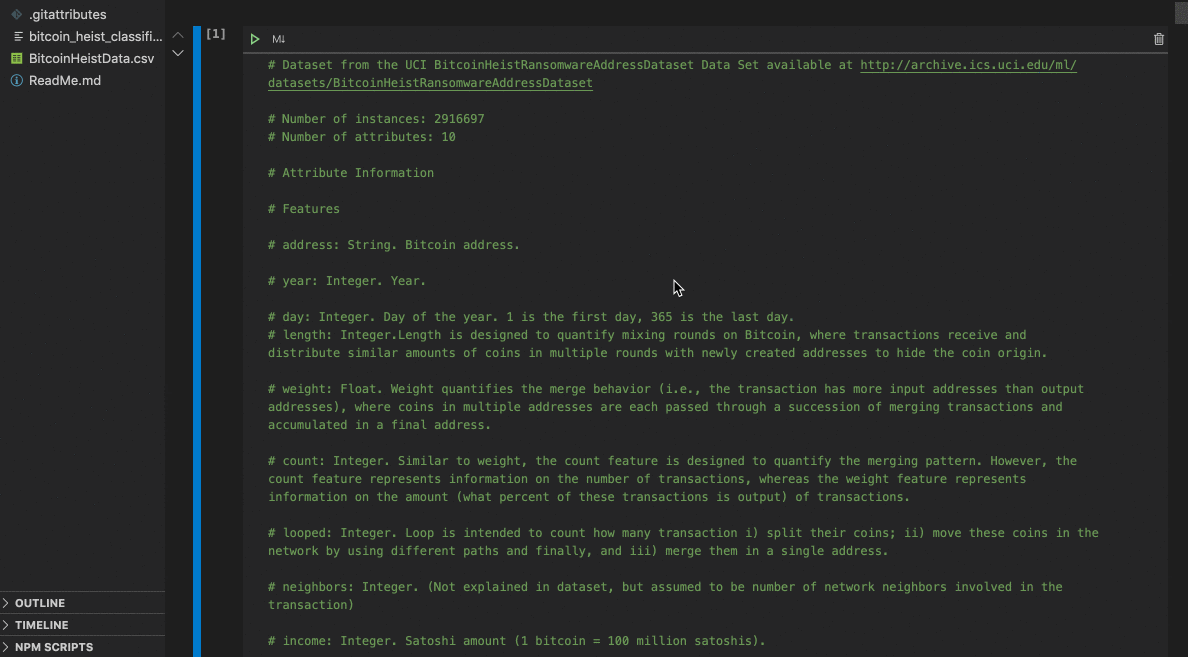 .gitattributes
bitcoin_heist_classifi...
BitcoinHeistData.csv
ReadMe.md
OUTLINE
TIMELINE
NPM SCRIPTS
[1]
M↓
# Dataset from the UCI BitcoinHeistRansomwareAddressDataset Data Set available at http://archive.ics.uci.edu/ml/
datasets/BitcoinHeistRansomwareAddressDataset
# Number of instances: 2916697
# Number of attributes: 10
# Attribute Information
# Features
# address: String. Bitcoin address.
# year: Integer. Year.
# day: Integer. Day of the year. 1 is the first day, 365 is the last day.
# length: Integer.Length is designed to quantify mixing rounds on Bitcoin, where transactions receive and
distribute similar amounts of coins in multiple rounds with newly created addresses to hide the coin origin.
# weight: Float. Weight quantifies the merge behavior (i.e., the transaction has more input addresses than output
addresses), where coins in multiple addresses are each passed through a succession of merging transactions and
accumulated in a final address.
# count: Integer. Similar to weight, the count feature is designed to quantify the merging pattern. However, the
count feature represents information on the number of transactions, whereas the weight feature represents
information on the amount (what percent of these transactions is output) of transactions.
# looped: Integer. Loop is intended to count how many transaction i) split their coins; ii) move these coins in the
network by using different paths and finally, and iii) merge them in a single address.
# neighbors: Integer. (Not explained in dataset, but assumed to be number of network neighbors involved in the
transaction)
# income: Integer. Satoshi amount (1 bitcoin = 100 million satoshis).